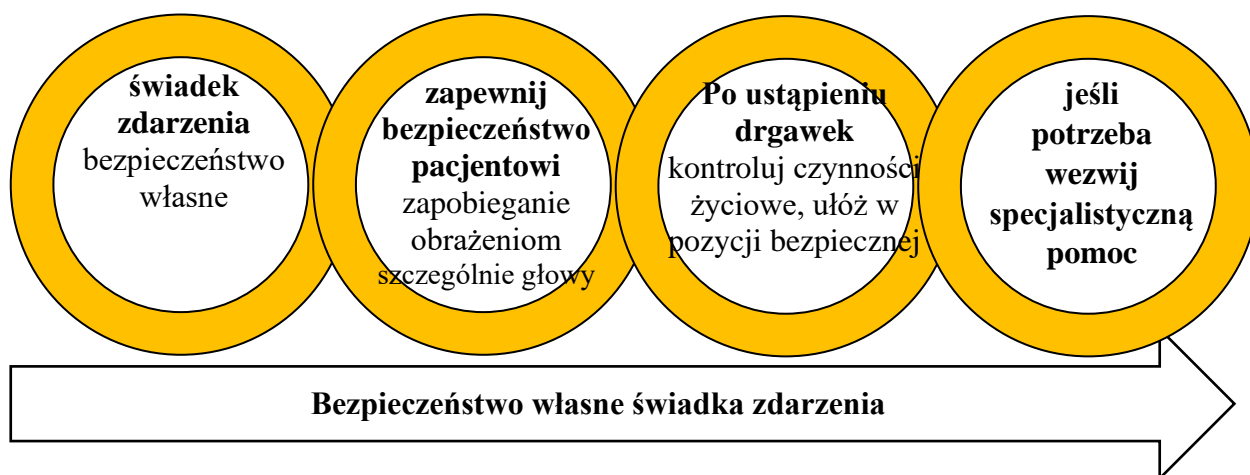 świadek
zdarzenia
bezpieczeństwo
własne
zapewnij
bezpieczeństwo
pacjentowi
zapobieganie
obrażeniom
szczególnie głowy
Po ustąpieniu
drgawek
kontroluj czynności
życiowe, ułóż w
pozycji bezpiecznej
jeśli
potrzeba
wezwij
specjalistyczną
pomoc
Bezpieczeństwo własne świadka zdarzenia